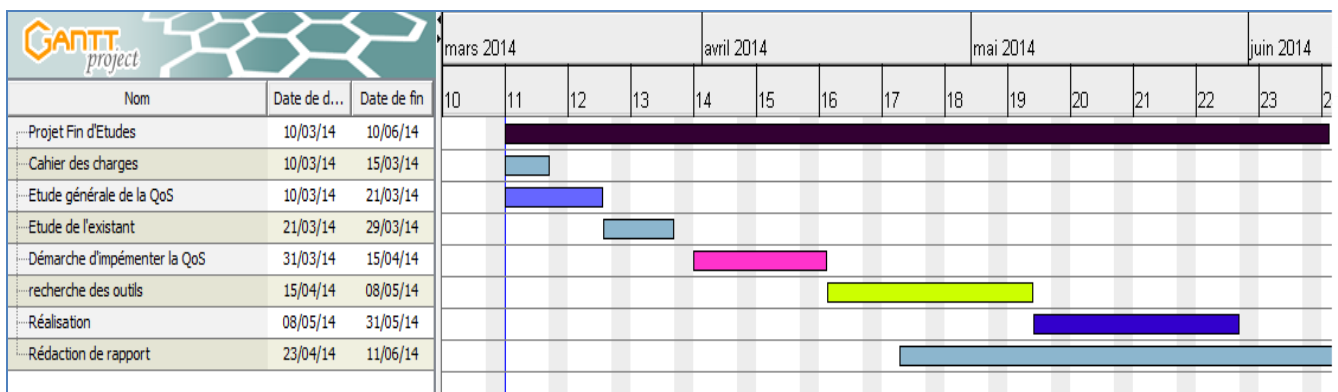 GANTT
project
mars 2014 avril 2014 mai 2014 juin 2014
Nom Date de d... Date de fin 10 11 12 13 14 15 16 17 18 19 20 21 22 23 2
Projet Fin d'Etudes 10/03/14 10/06/14
Cahier des charges 10/03/14 15/03/14
Etude générale de la QoS 10/03/14 21/03/14
Etude de l'existant 21/03/14 29/03/14
Démarche d'impémenter la QoS 31/03/14 15/04/14
recherche des outils 15/04/14 08/05/14
Réalisation 08/05/14 31/05/14
Rédaction de rapport 23/04/14 11/06/14